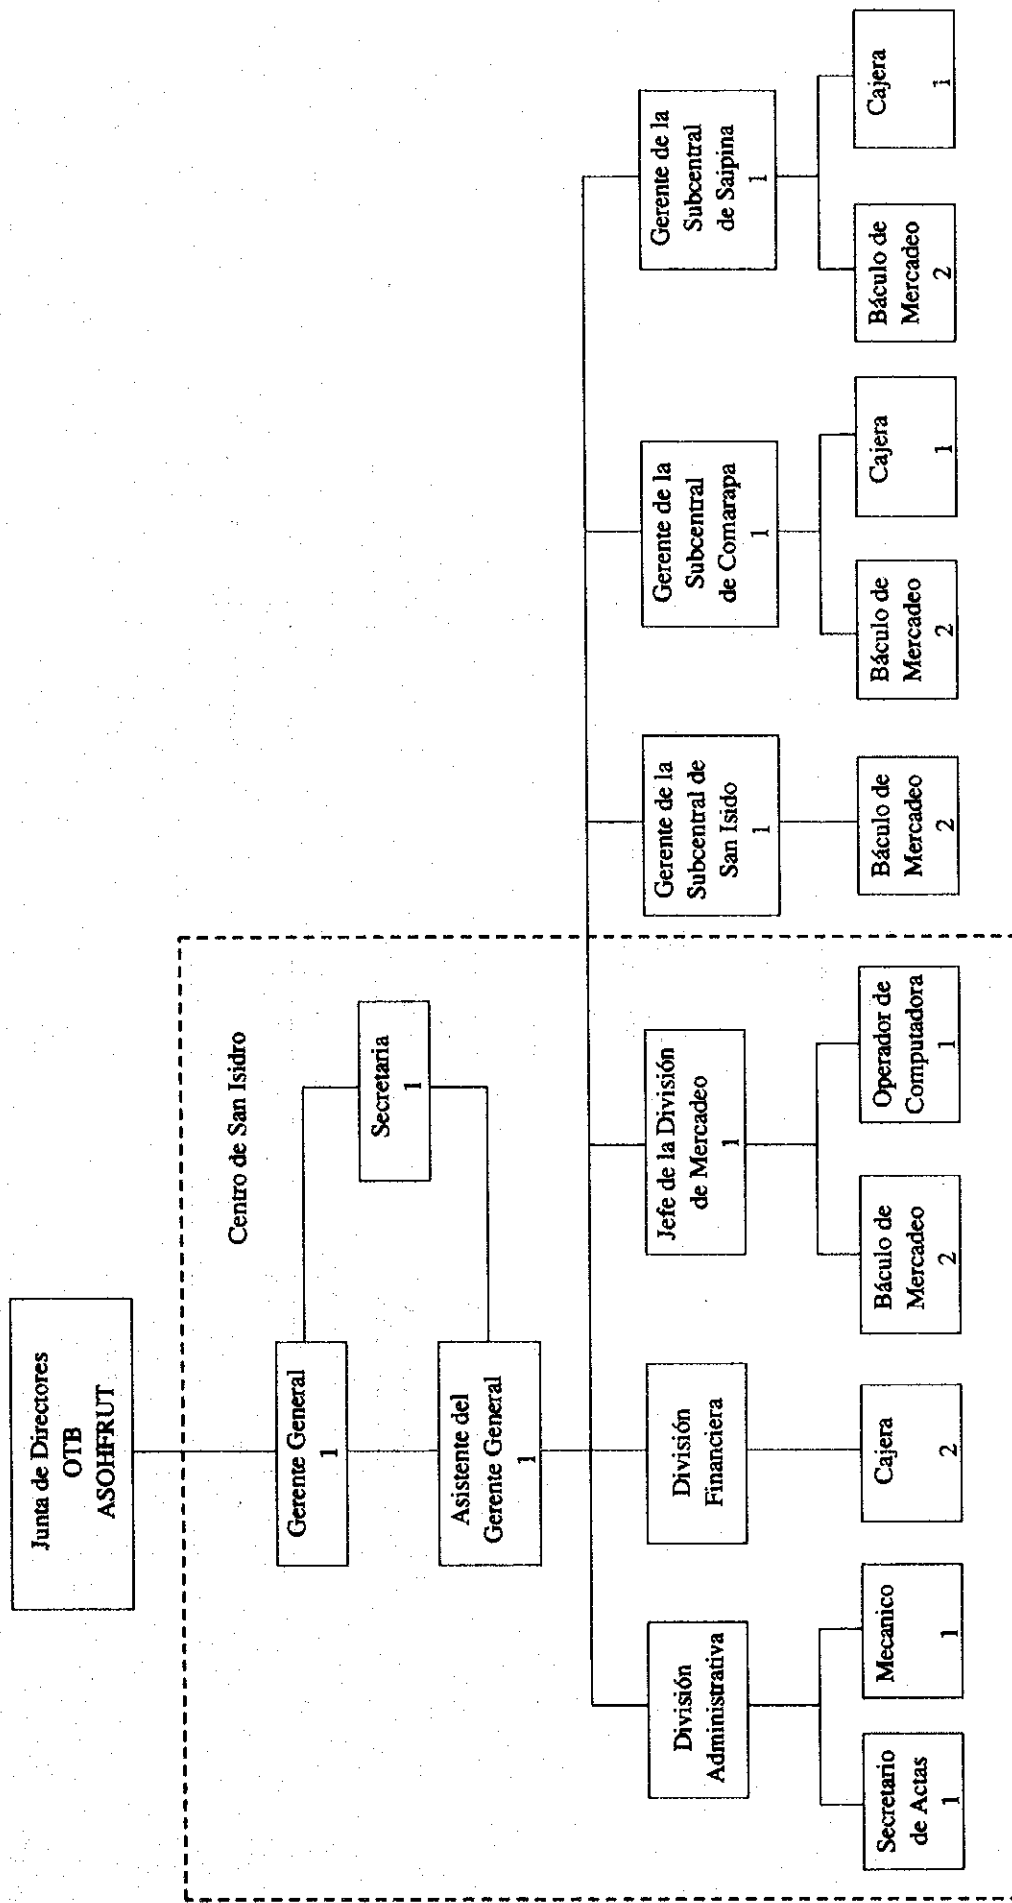 Junta de Directores
OTB
ASOHFRUT
Centro de San Isidro
Gerente General
1
Secretaria
1
Asistente del
Gerente General
1
División
Administrativa
División
Financiera
Jefe de la División
de Mercadeo
1
Gerente de la
Subcentral de
San Isido
1
Gerente de la
Subcentral
de Comarapa
1
Gerente de la
Subcentral
de Saipina
1
Secretario
de Actas
1
Mecanico
1
Cajera
2
Báculo de
Mercadeo
2
Operador de
Computadora
1
Báculo de
Mercadeo
2
Báculo de
Mercadeo
2
Cajera
1
Báculo de
Mercadeo
2
Cajera
1